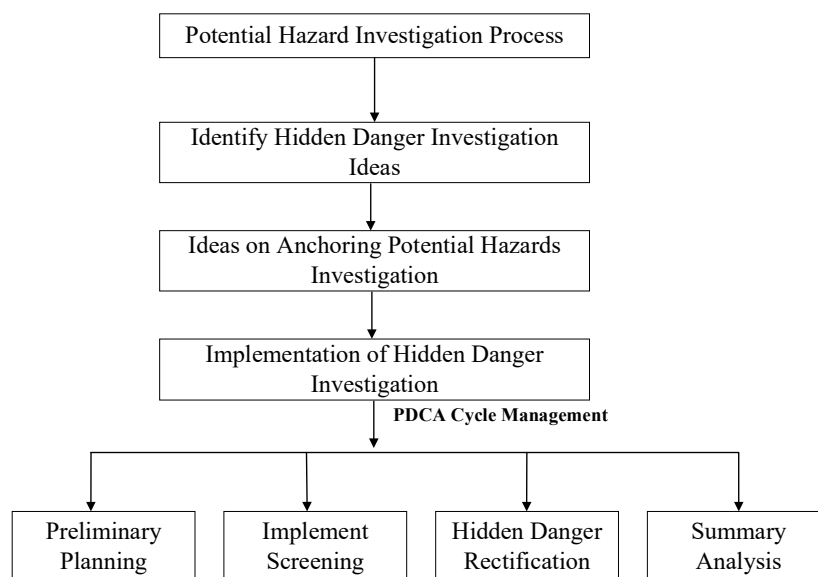 Potential Hazard Investigation Process
Identify Hidden Danger Investigation
Ideas
Ideas on Anchoring Potential Hazards
Investigation
Implementation of Hidden Danger
Investigation
PDCA Cycle Management
Preliminary
Planning
Implement
Screening
Hidden Danger
Rectification
Summary
Analysis